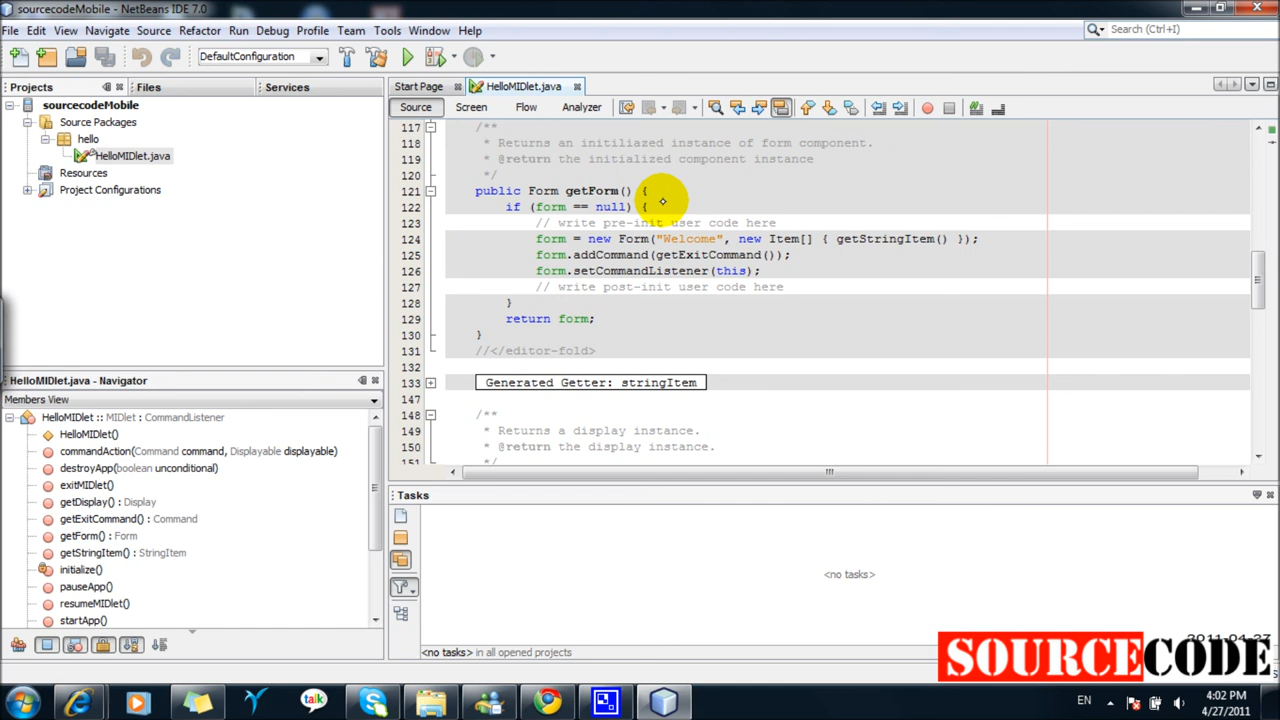 sourcecodeMobile - NetBeans IDE 7.0
File Edit View Navigate Source Refactor Run Debug Profile Team Tools Window Help
Search (Ctrl+I)
DefaultConfiguration
Projects Files Services
sourcecodeMobile
Source Packages
hello
HelloMIDlet.java
Resources
Project Configurations
Start Page HelloMIDlet.java
Source Screen Flow Analyzer
117 /**
118 * Returns an initiliazed instance of form component.
119 * @return the initialized component instance
120 */
121 public Form getForm() {
122 if (form == null) {
123 // write pre-init user code here
124 form = new Form("Welcome", new Item[] { getStringItem() });
125 form.addCommand(getExitCommand());
126 form.setCommandListener(this);
127 // write post-init user code here
128 }
129 return form;
130 }
131 //</editor-fold>
132
133 Generated Getter: stringItem
147
148 /**
149 * Returns a display instance.
150 * @return the display instance.
151 */
HelloMIDlet.java - Navigator
Members View
HelloMIDlet :: MIDlet : CommandListener
HelloMIDlet()
commandAction(Command command, Displayable displayable)
destroyApp(boolean unconditional)
exitMIDlet()
getDisplay() : Display
getExitCommand() : Command
getForm() : Form
getStringItem() : StringItem
initialize()
pauseApp()
resumeMIDlet()
startApp()
Tasks
<no tasks>
<no tasks> in all opened projects
2011-04-27
SOURCECODE
talk
EN
4:02 PM
4/27/2011